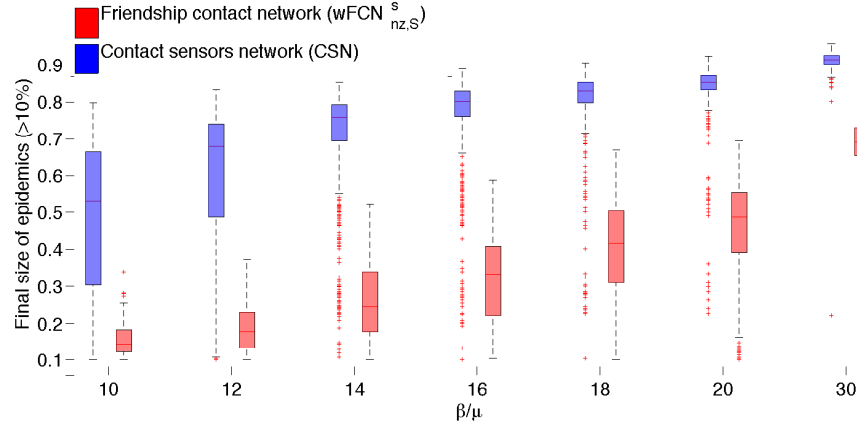 Friendship contact network (wFCN s nz,S)
Contact sensors network (CSN)
Final size of epidemics (>10%)
0.9
0.8
0.7
0.6
0.5
0.4
0.3
0.2
0.1
10 12 14 16 18 20 30
β/μ